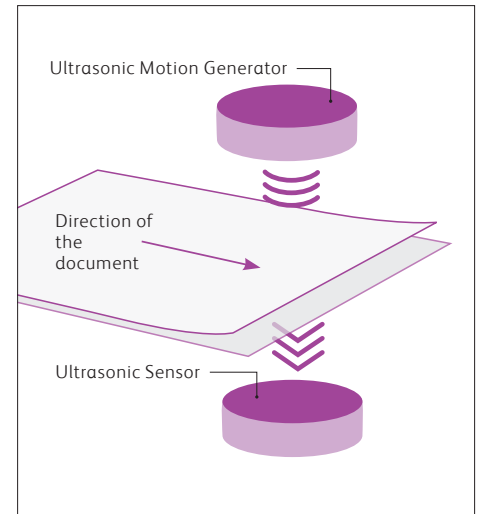 Ultrasonic Motion Generator
Direction of
the
document
Ultrasonic Sensor